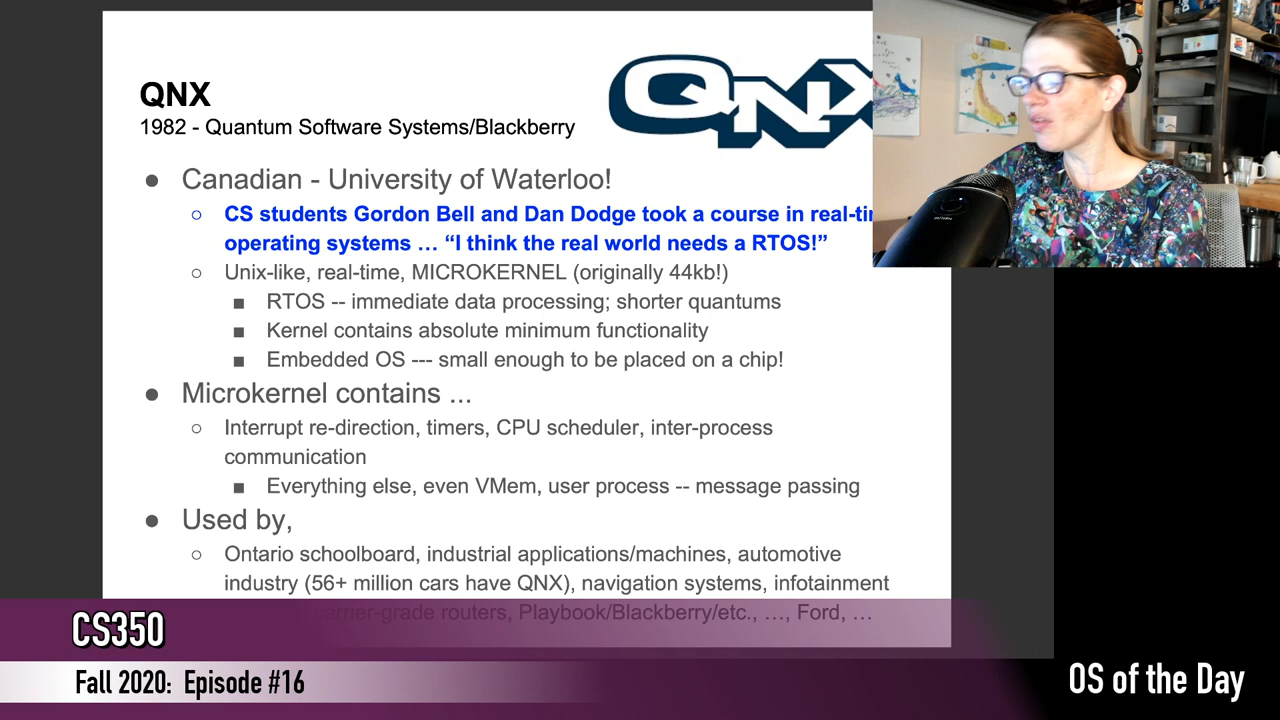 QNX
QNX
1982 - Quantum Software Systems/Blackberry
● Canadian - University of Waterloo!
○ CS students Gordon Bell and Dan Dodge took a course in real-tin
operating systems … “I think the real world needs a RTOS!”
○ Unix-like, real-time, MICROKERNEL (originally 44kb!)
■ RTOS -- immediate data processing; shorter quantums
■ Kernel contains absolute minimum functionality
■ Embedded OS --- small enough to be placed on a chip!
● Microkernel contains ...
○ Interrupt re-direction, timers, CPU scheduler, inter-process
communication
■ Everything else, even VMem, user process -- message passing
● Used by,
○ Ontario schoolboard, industrial applications/machines, automotive
industry (56+ million cars have QNX), navigation systems, infotainment
carrier-grade routers, Playbook/Blackberry/etc., …, Ford, …
CS350
Fall 2020: Episode #16
OS of the Day